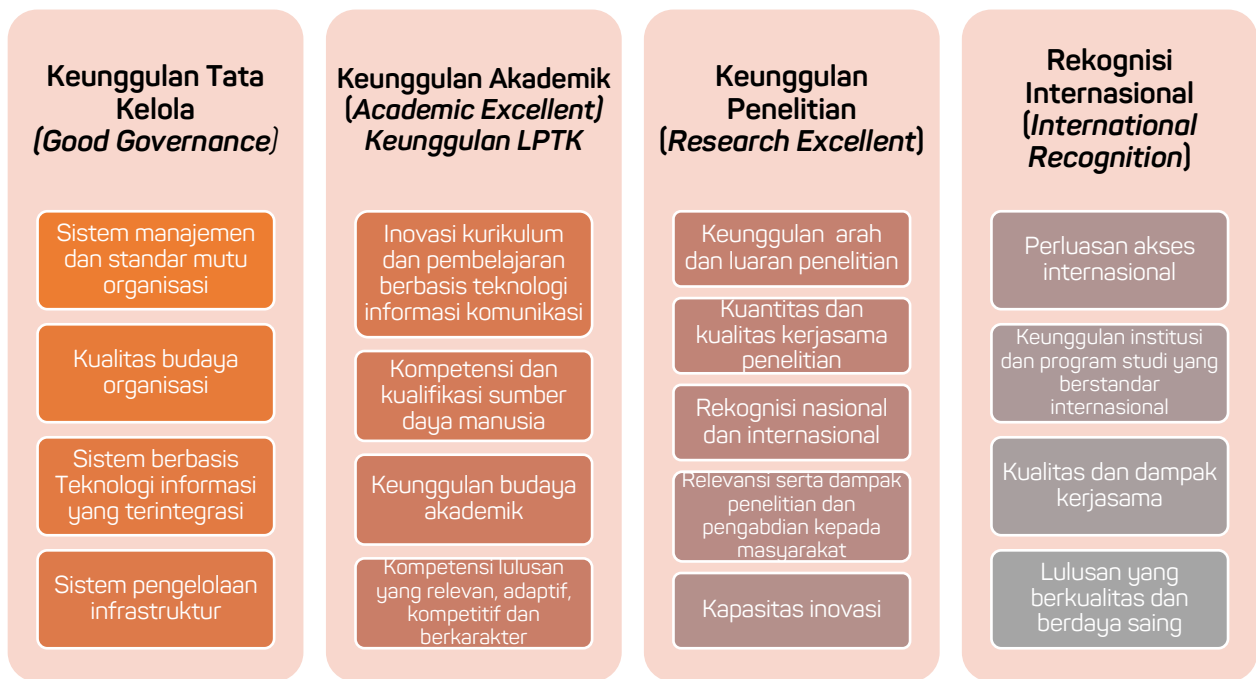 Keunggulan Tata
Kelola
(Good Governance)
Sistem manajemen
dan standar mutu
organisasi
Kualitas budaya
organisasi
Sistem berbasis
Teknologi informasi
yang terintegrasi
Sistem pengelolaan
infrastruktur
Keunggulan Akademik
(Academic Excellent)
Keunggulan LPTK
Inovasi kurikulum
dan pembelajaran
berbasis teknologi
informasi komunikasi
Kompetensi dan
kualifikasi sumber
daya manusia
Keunggulan budaya
akademik
Kompetensi lulusan
yang relevan, adaptif,
kompetitif dan
berkarakter
Keunggulan
Penelitian
(Research Excellent)
Keunggulan arah
dan luaran penelitian
Kuantitas dan
kualitas kerjasama
penelitian
Rekognisi nasional
dan internasional
Relevansi serta dampak
penelitian dan
pengabdian kepada
masyarakat
Kapasitas inovasi
Rekognisi
Internasional
(International
Recognition)
Perluasan akses
internasional
Keunggulan institusi
dan program studi yang
berstandar
internasional
Kualitas dan dampak
kerjasama
Lulusan yang
berkualitas dan
berdaya saing